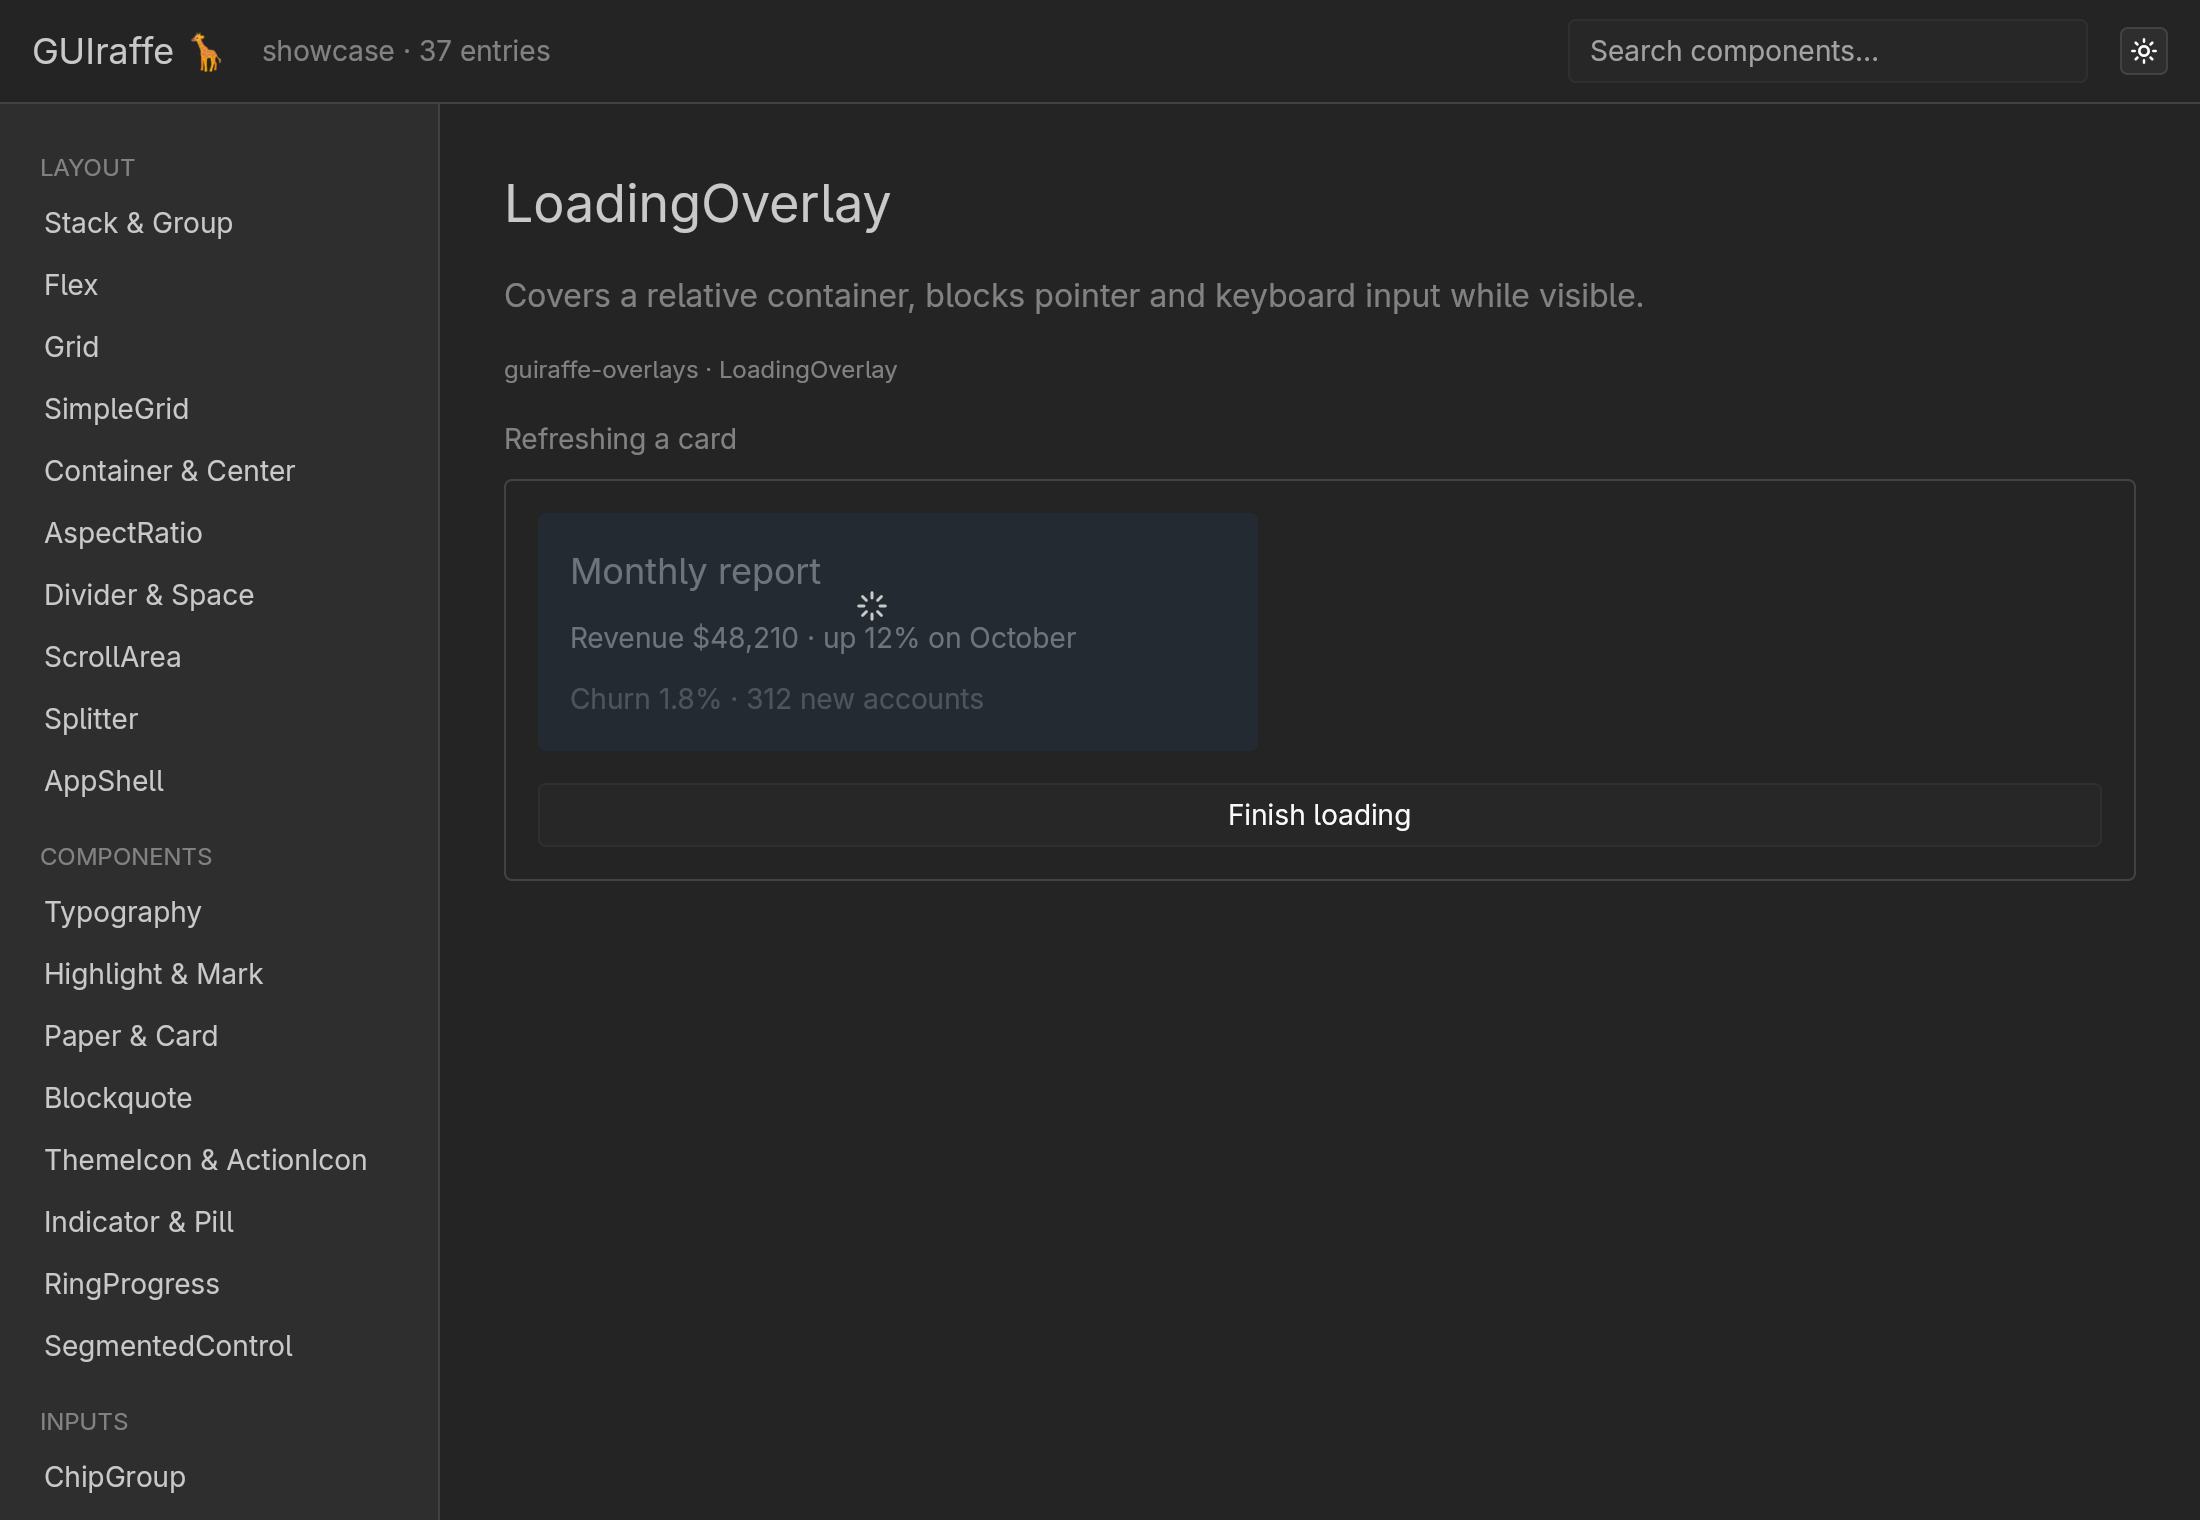 GUIraffe 🦒 showcase · 37 entries
Search components...
LAYOUT
Stack & Group
Flex
Grid
SimpleGrid
Container & Center
AspectRatio
Divider & Space
ScrollArea
Splitter
AppShell
COMPONENTS
Typography
Highlight & Mark
Paper & Card
Blockquote
ThemeIcon & ActionIcon
Indicator & Pill
RingProgress
SegmentedControl
INPUTS
ChipGroup
LoadingOverlay
Covers a relative container, blocks pointer and keyboard input while visible.
guiraffe-overlays · LoadingOverlay
Refreshing a card
Monthly report
Revenue $48,210 · up 12% on October
Churn 1.8% · 312 new accounts
Finish loading